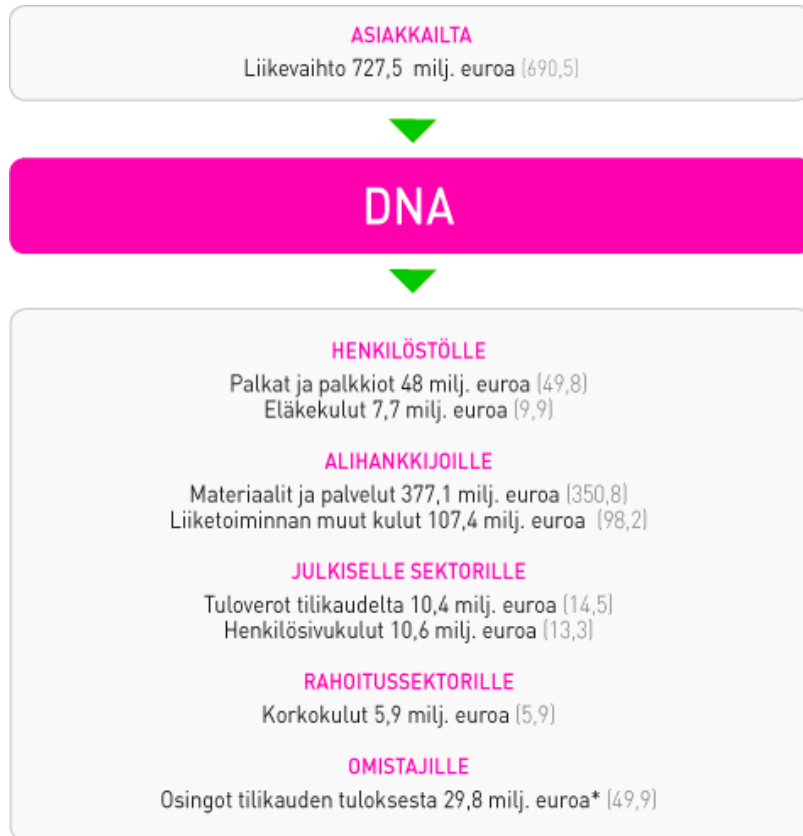 ASIAKKAILTA
Liikevaihto 727,5 milj. euroa (690,5)
DNA
HENKILÖSTÖLLE
Palkat ja palkkiot 48 milj. euroa (49,8)
Eläkekulut 7,7 milj. euroa (9,9)
ALIHANKKIJOILLE
Materiaalit ja palvelut 377,1 milj. euroa (350,8)
Liiketoiminnan muut kulut 107,4 milj. euroa (98,2)
JULKISELLE SEKTORILLE
Tuloverot tilikaudelta 10,4 milj. euroa (14,5)
Henkilösivukulut 10,6 milj. euroa (13,3)
RAHOITUSSEKTORILLE
Korkokulut 5,9 milj. euroa (5,9)
OMISTAJILLE
Osingot tilikauden tuloksesta 29,8 milj. euroa* (49,9)